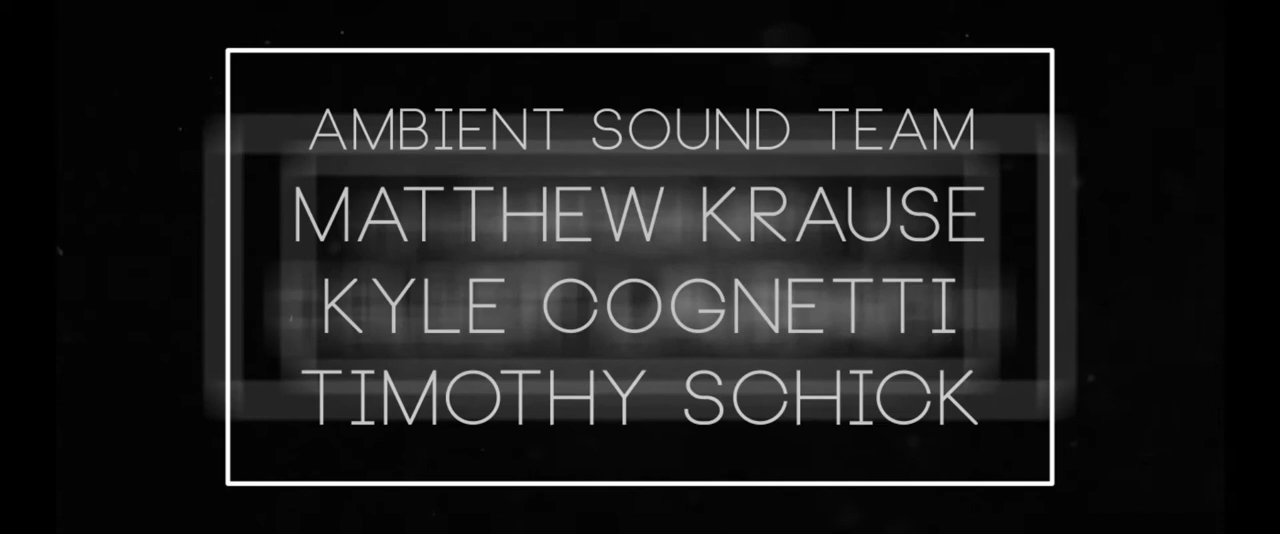 AMBIENT SOUND TEAM
MATTHEW KRAUSE
KYLE COGNETTI
TIMOTHY SCHICK